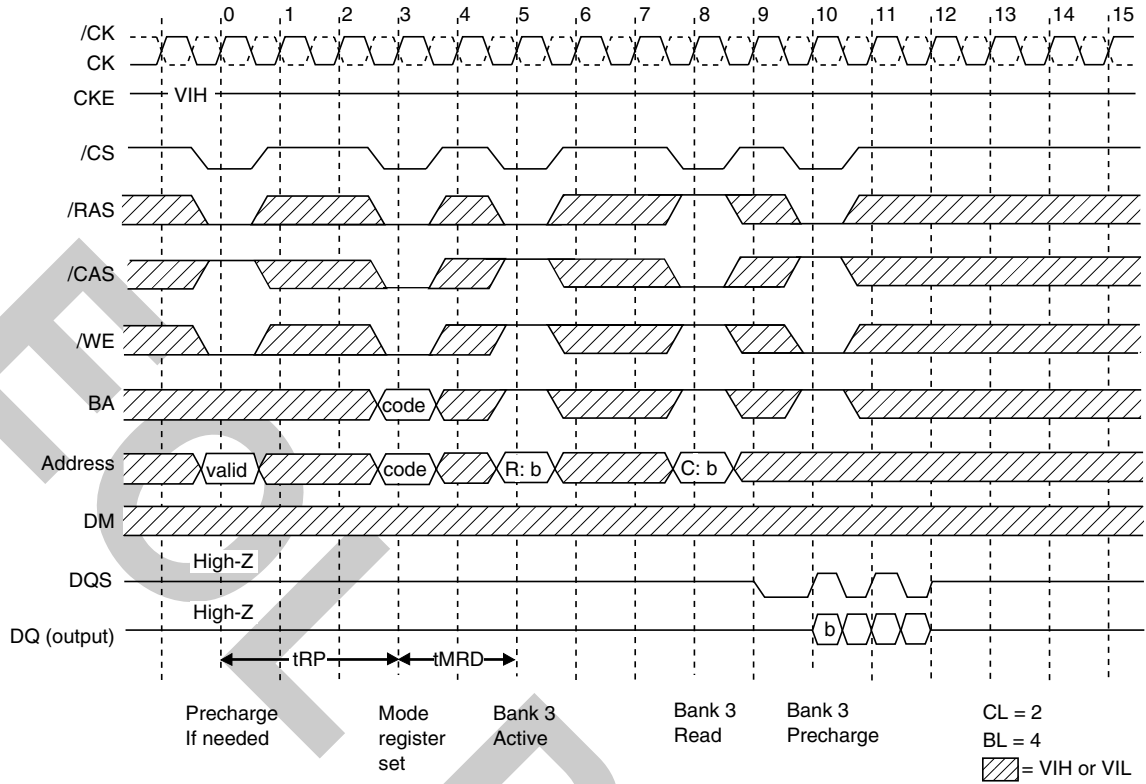 0 1 2 3 4 5 6 7 8 9 10 11 12 13 14 15
/CK
CK
CKE VIH
/CS
/RAS
/CAS
/WE
BA code
Address valid code R: b C: b
DM
High-Z
DQS
High-Z
DQ (output) b
tRP tMRD
Precharge If needed
Mode register set
Bank 3 Active
Bank 3 Read
Bank 3 Precharge
CL = 2
BL = 4
= VIH or VIL